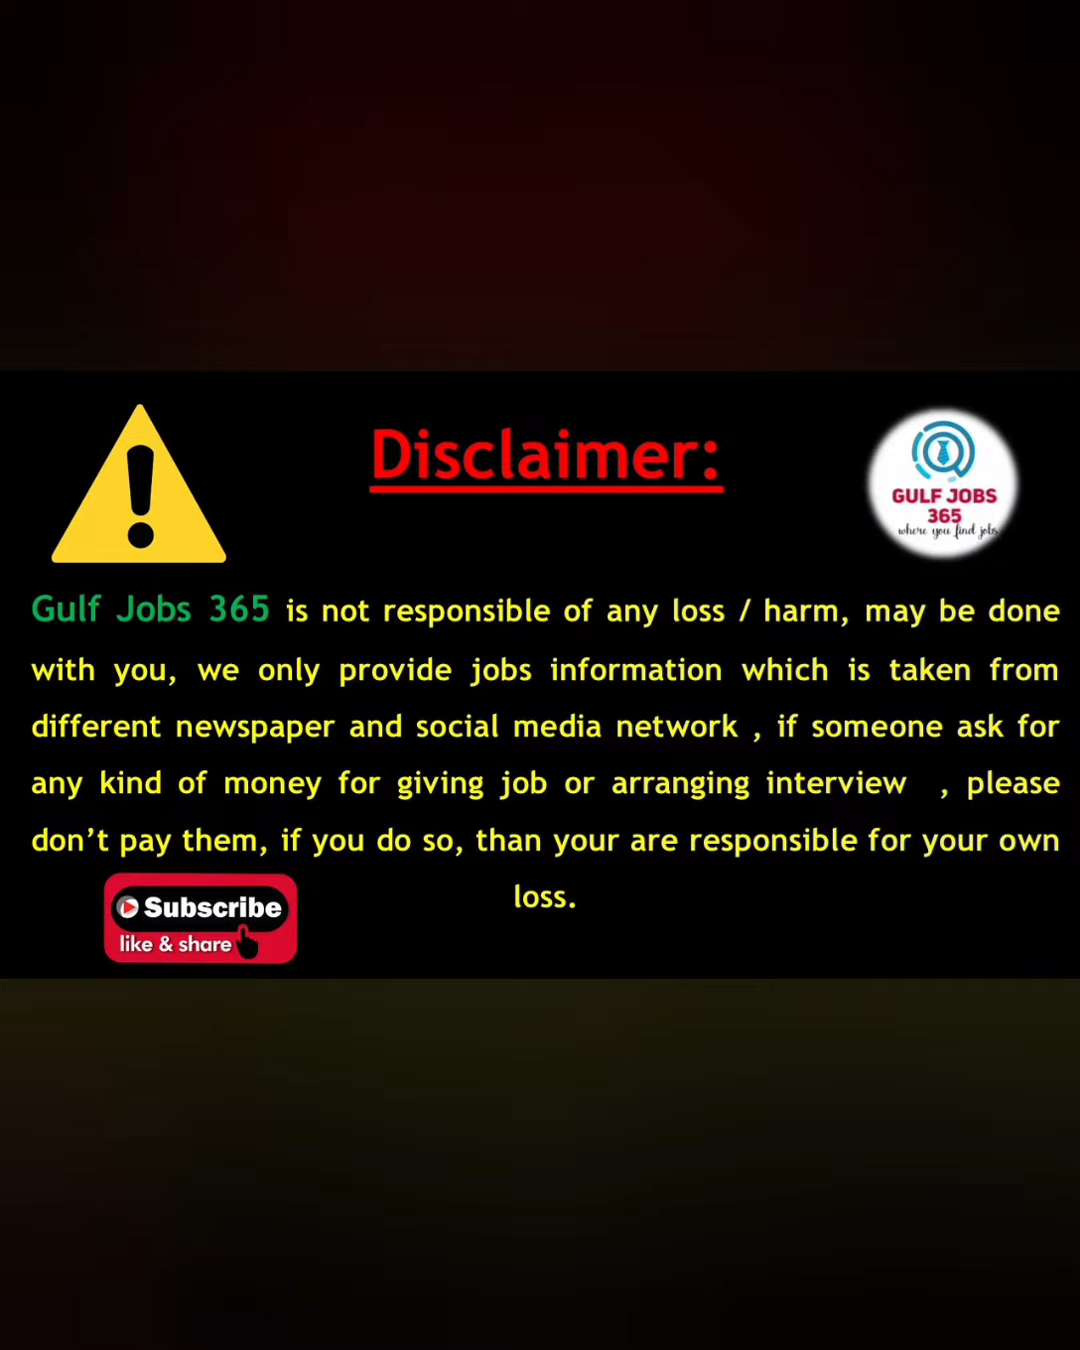 Disclaimer:
GULF JOBS
365
where you find jobs
Gulf Jobs 365 is not responsible of any loss / harm, may be done
with you, we only provide jobs information which is taken from
different newspaper and social media network , if someone ask for
any kind of money for giving job or arranging interview , please
don’t pay them, if you do so, than your are responsible for your own
loss.
Subscribe
like & share